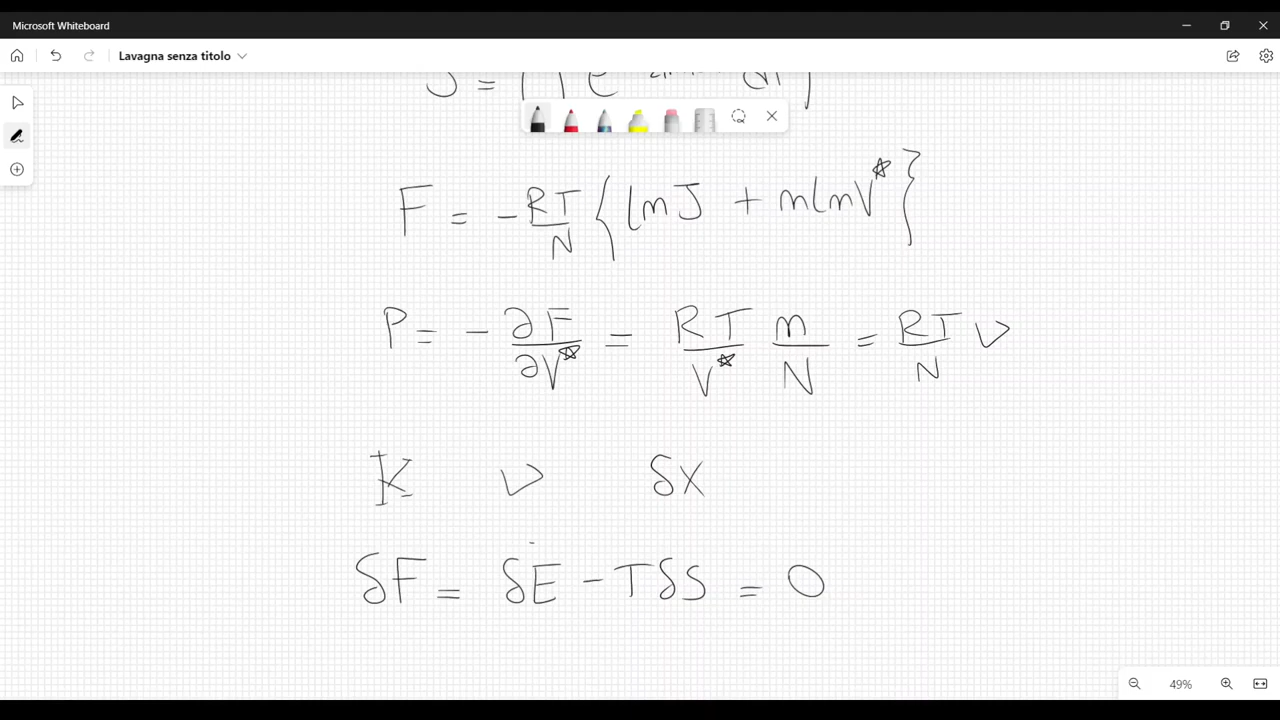 Microsoft Whiteboard
Lavagna senza titolo
F = -RT/N { ln J + n ln V* }
P = - ∂F/∂V* = RT/V* n/N = RT/N ν
K ν δx
δF = δE - TδS = 0
49%